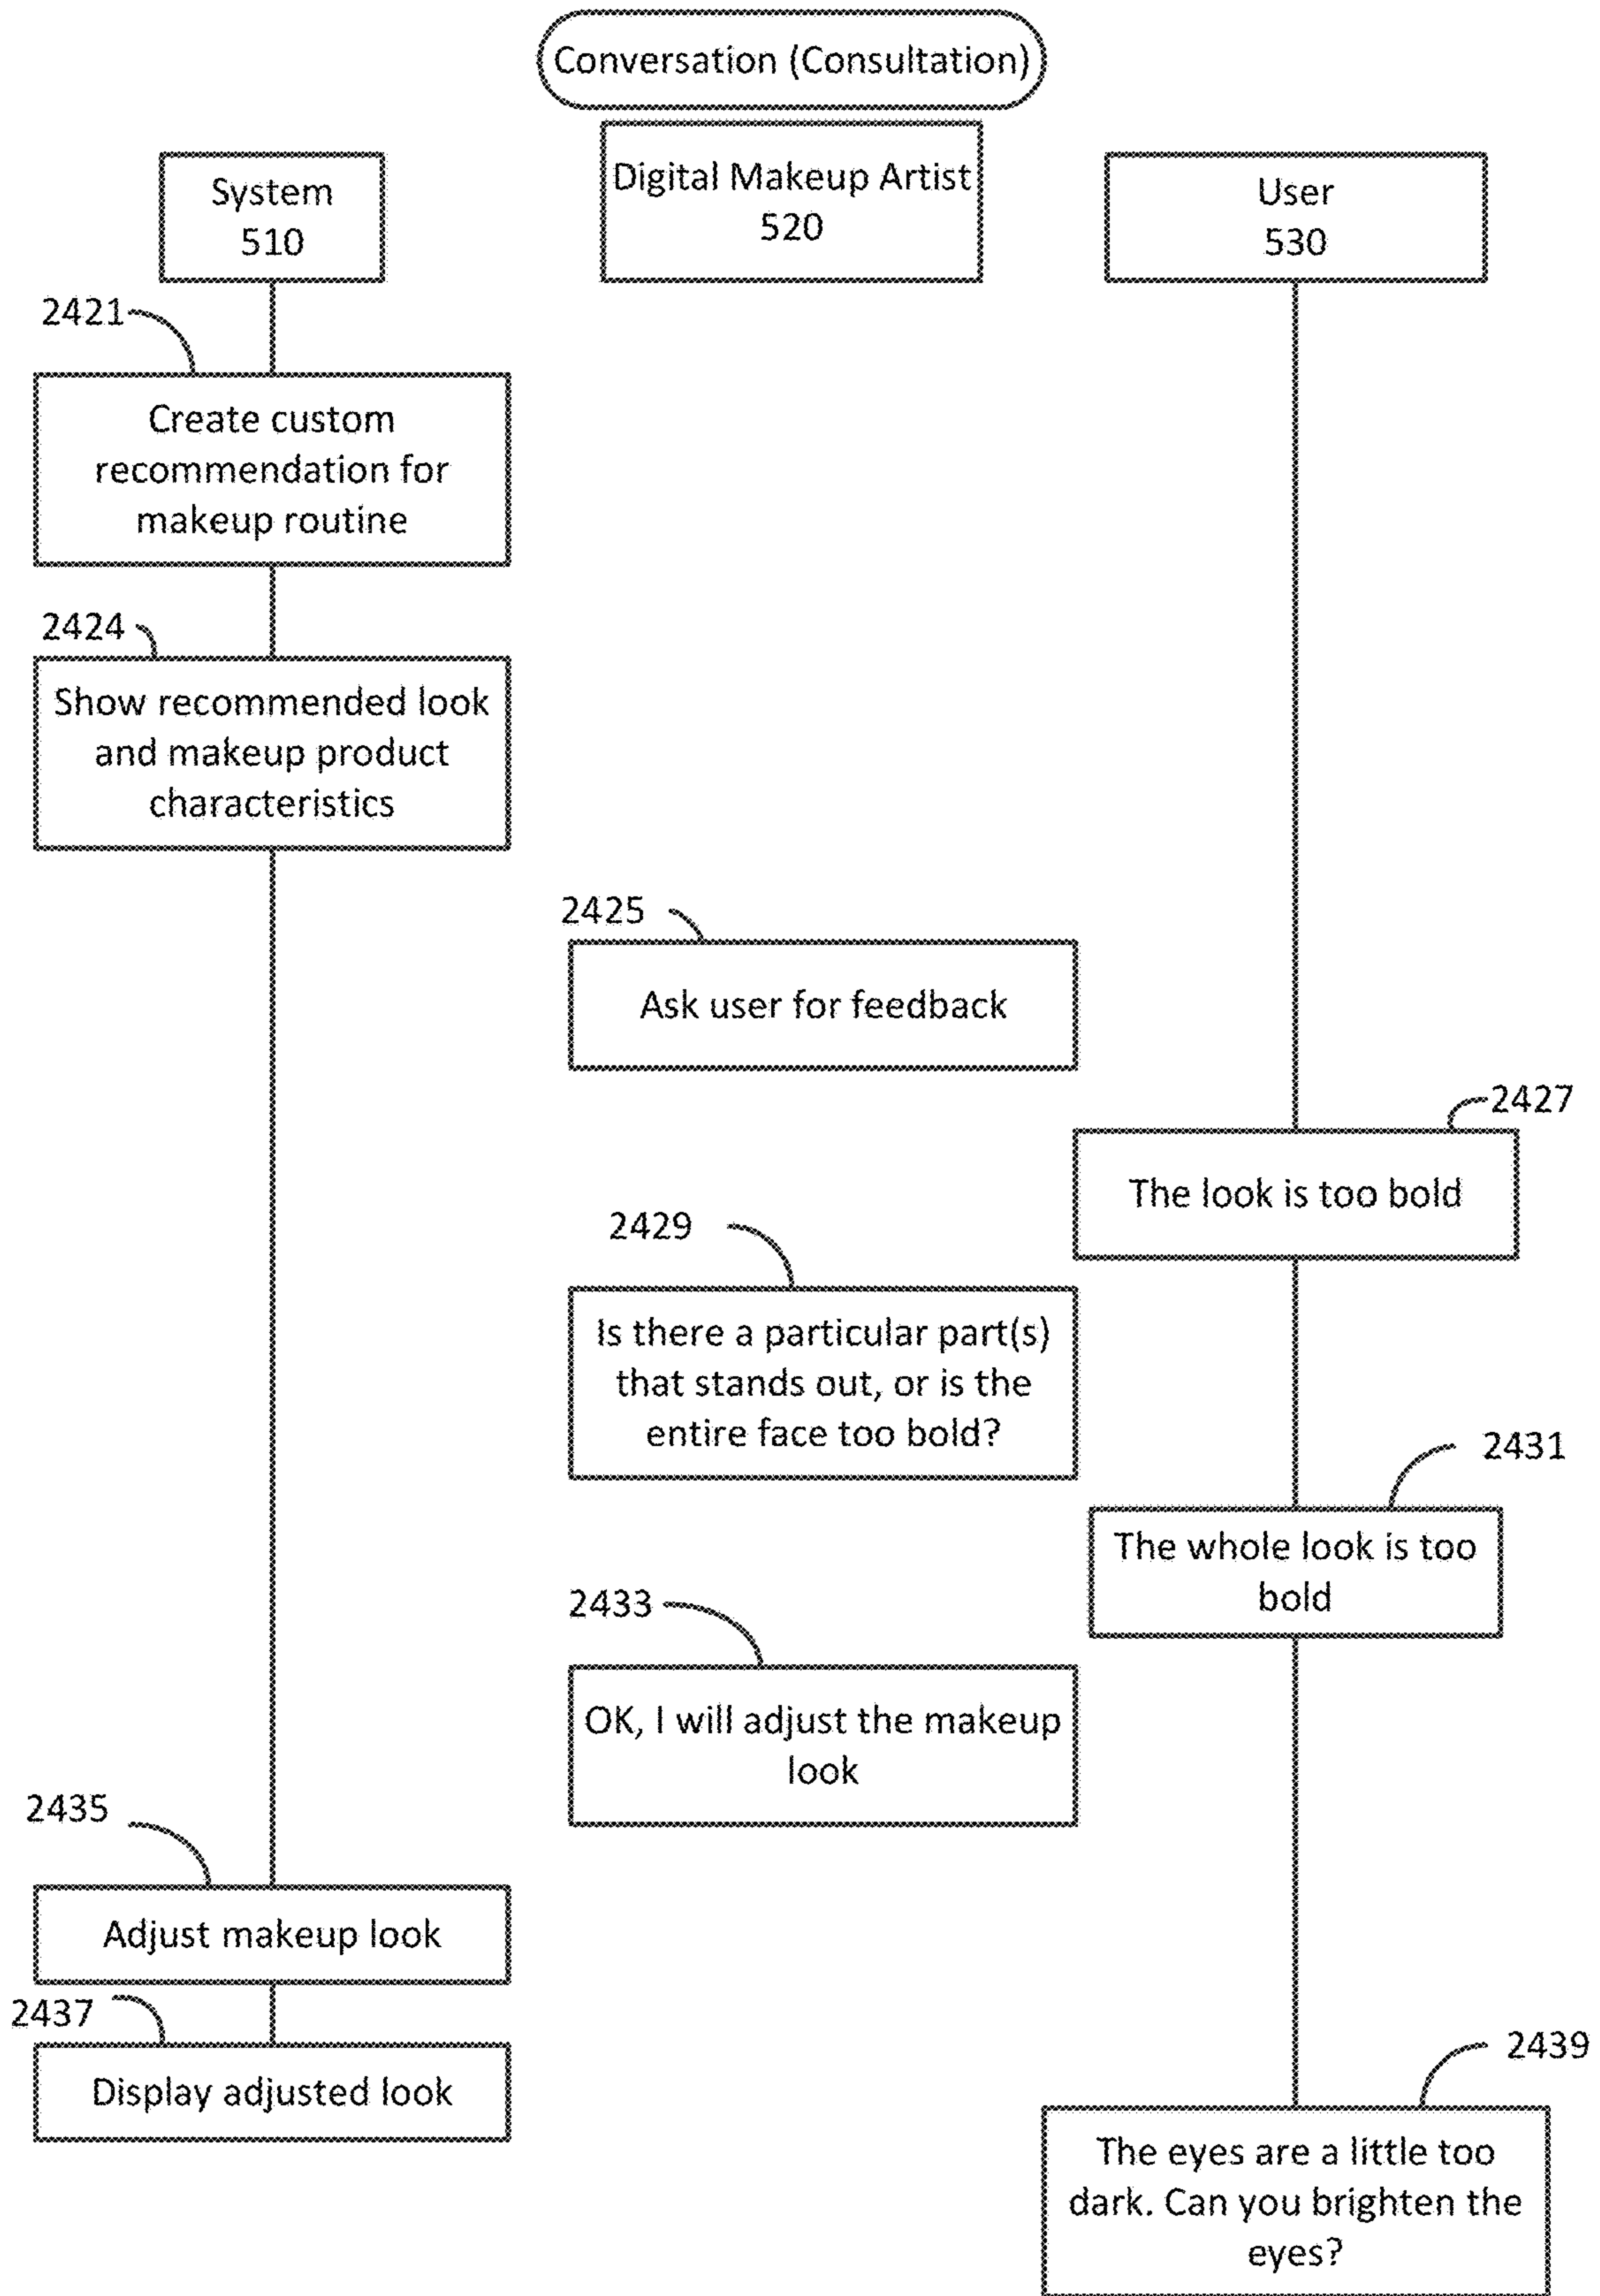 Conversation (Consultation)
Digital Makeup Artist
520
System
510
User
530
2421
Create custom
recommendation for
makeup routine
2424
Show recommended look
and makeup product
characteristics
2425
Ask user for feedback
2427
The look is too bold
2429
Is there a particular part(s)
that stands out, or is the
entire face too bold?
2431
The whole look is too
bold
2433
OK, I will adjust the makeup
look
2435
Adjust makeup look
2437
Display adjusted look
2439
The eyes are a little too
dark. Can you brighten the
eyes?